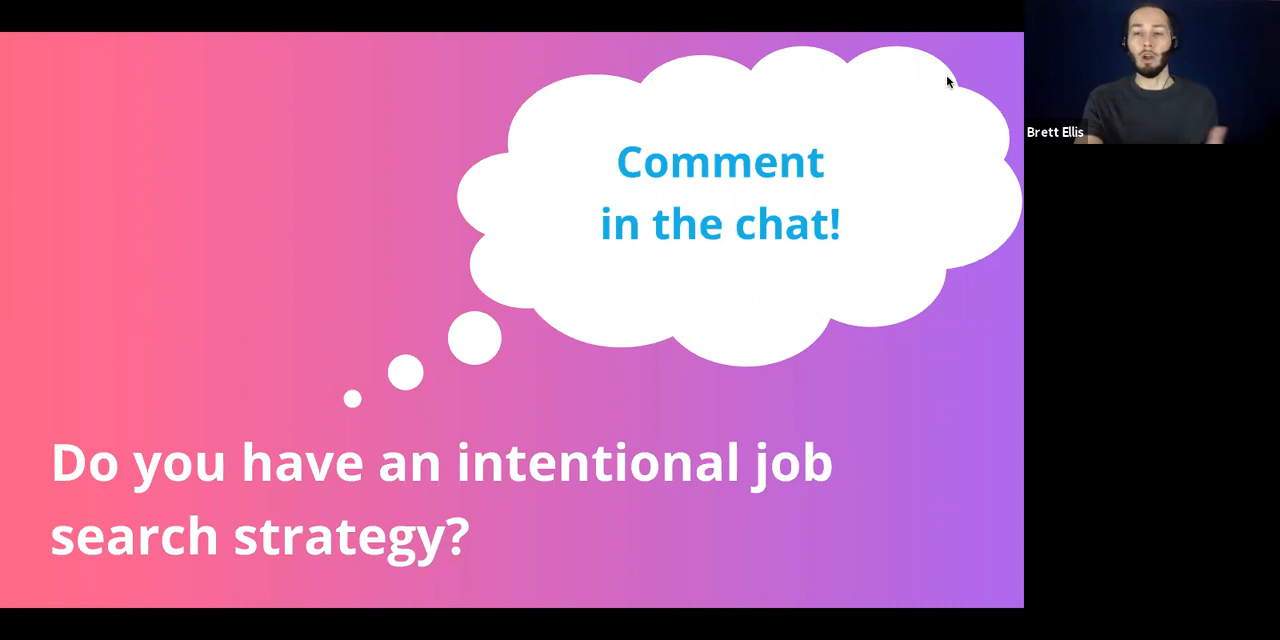 Comment
in the chat!
Brett Ellis
Do you have an intentional job
search strategy?